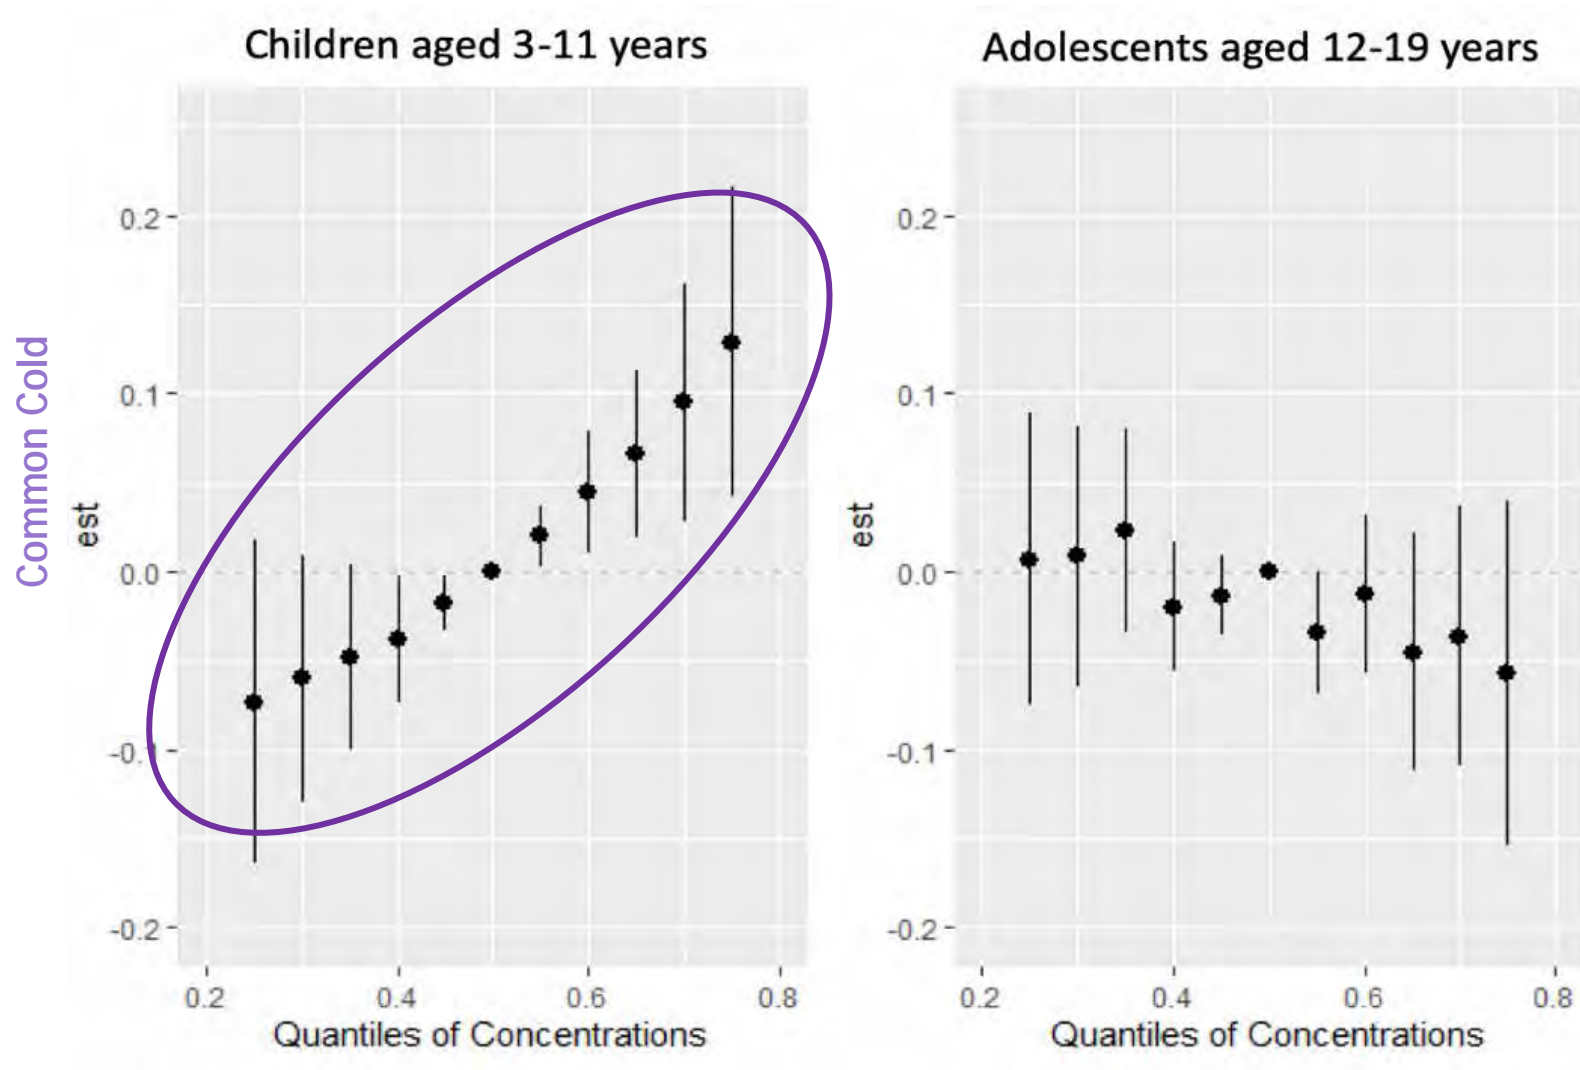 Children aged 3-11 years
Common Cold
est
0.2
0.1
0.0
-0.1
-0.2
0.2 0.4 0.6 0.8
Quantiles of Concentrations
Adolescents aged 12-19 years
est
0.2
0.1
0.0
-0.1
-0.2
0.2 0.4 0.6 0.8
Quantiles of Concentrations